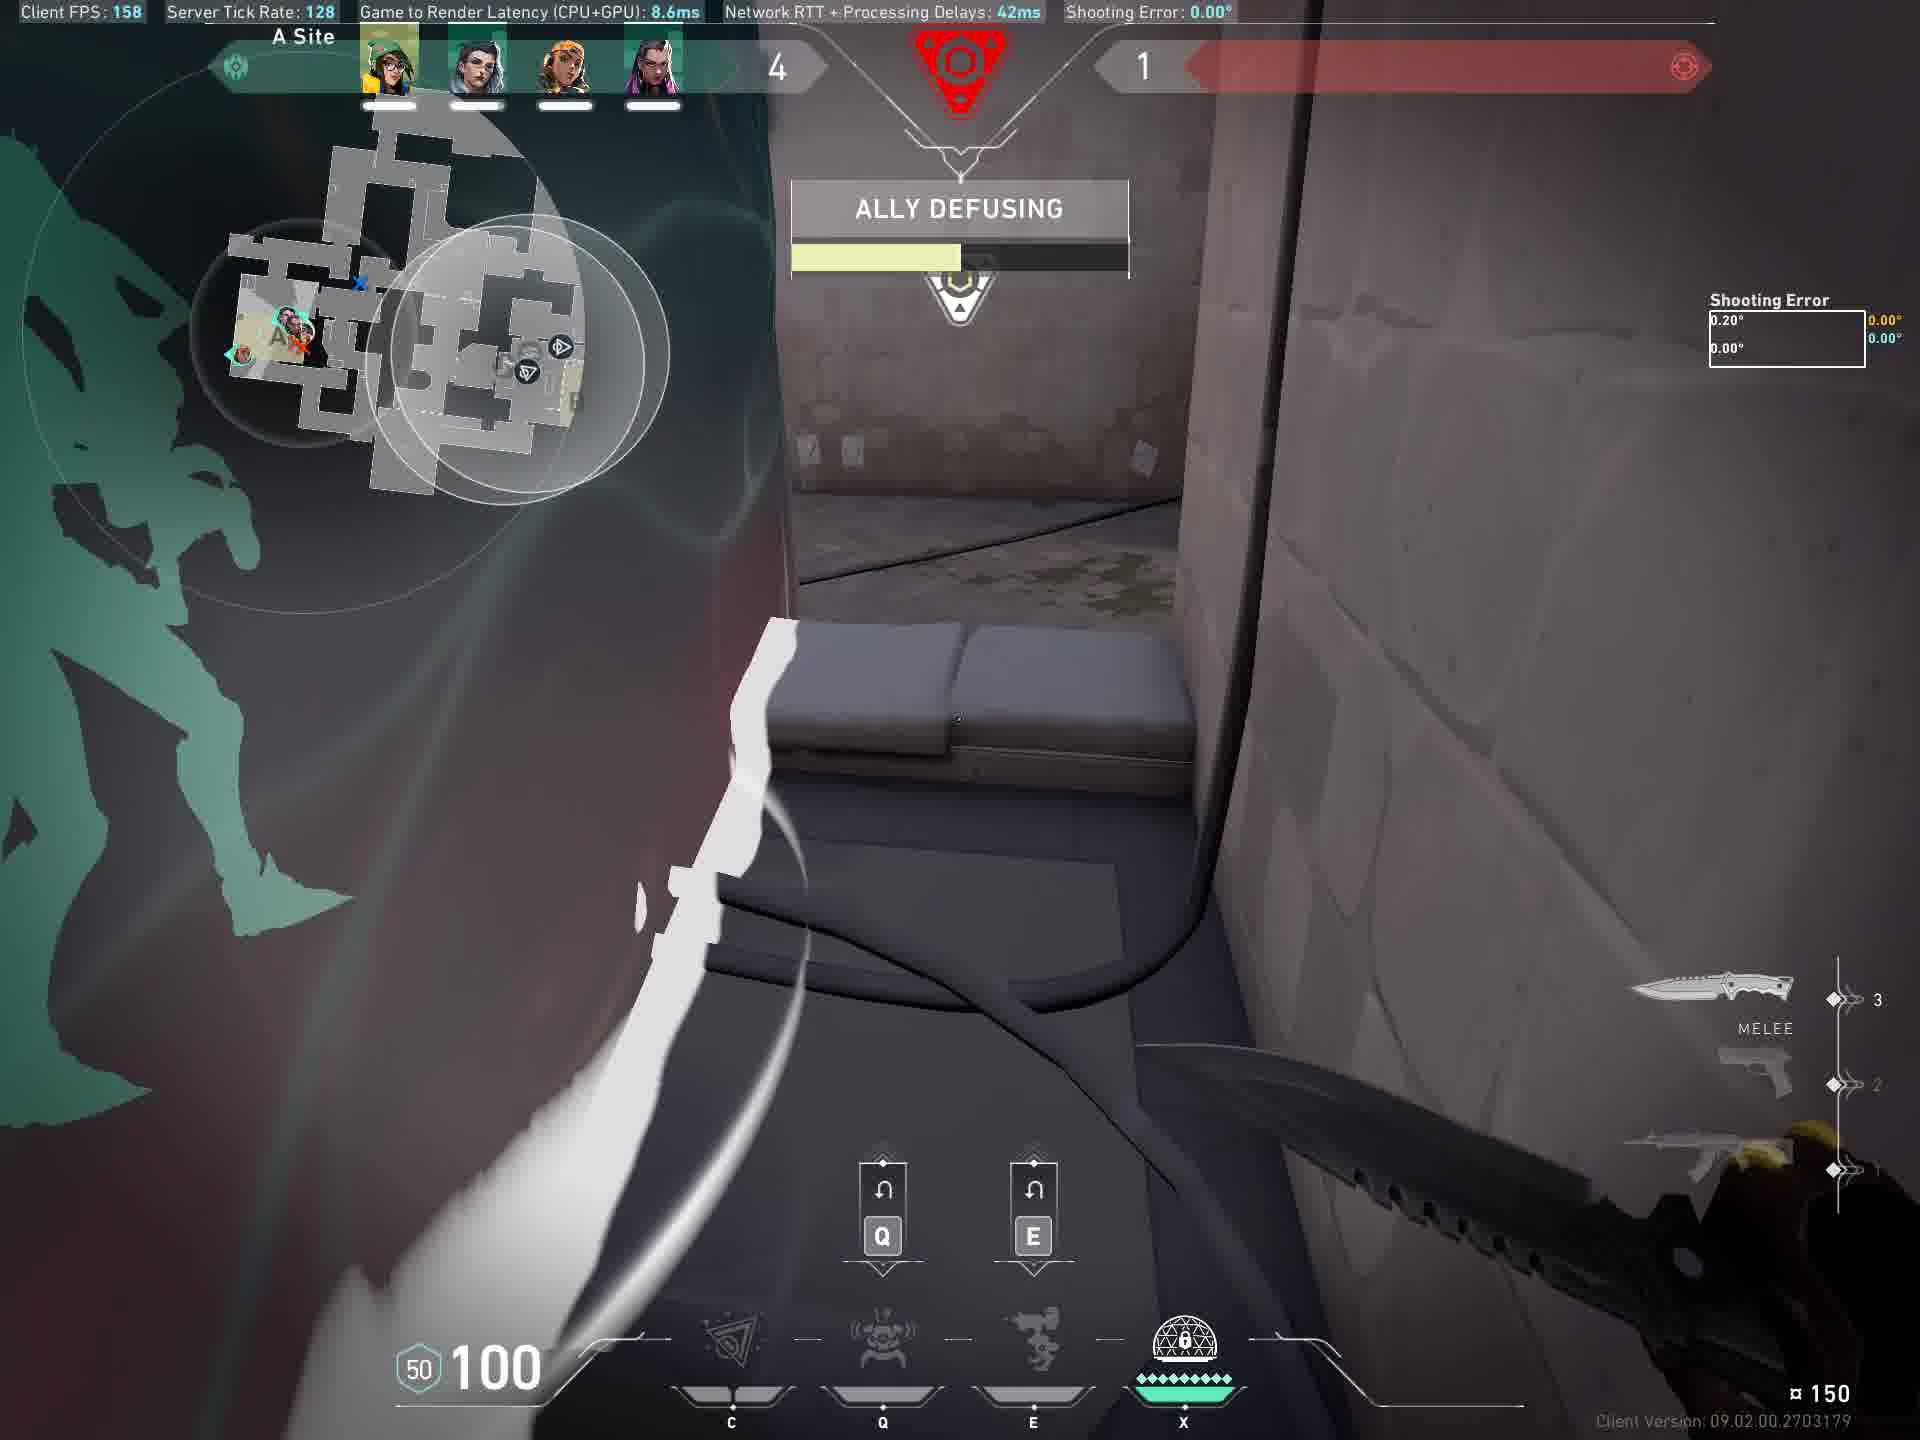 Client FPS: 158 Server Tick Rate: 128 Game to Render Latency (CPU+GPU): 8.6ms Network RTT + Processing Delays: 42ms Shooting Error: 0.00°
A Site
4
1
ALLY DEFUSING
Shooting Error
0.20°
0.00°
0.00°
0.00°
A
3
MELEE
2
1
Q
E
50
100
C
Q
E
X
¤ 150
Client Version: 09.02.00.2703179